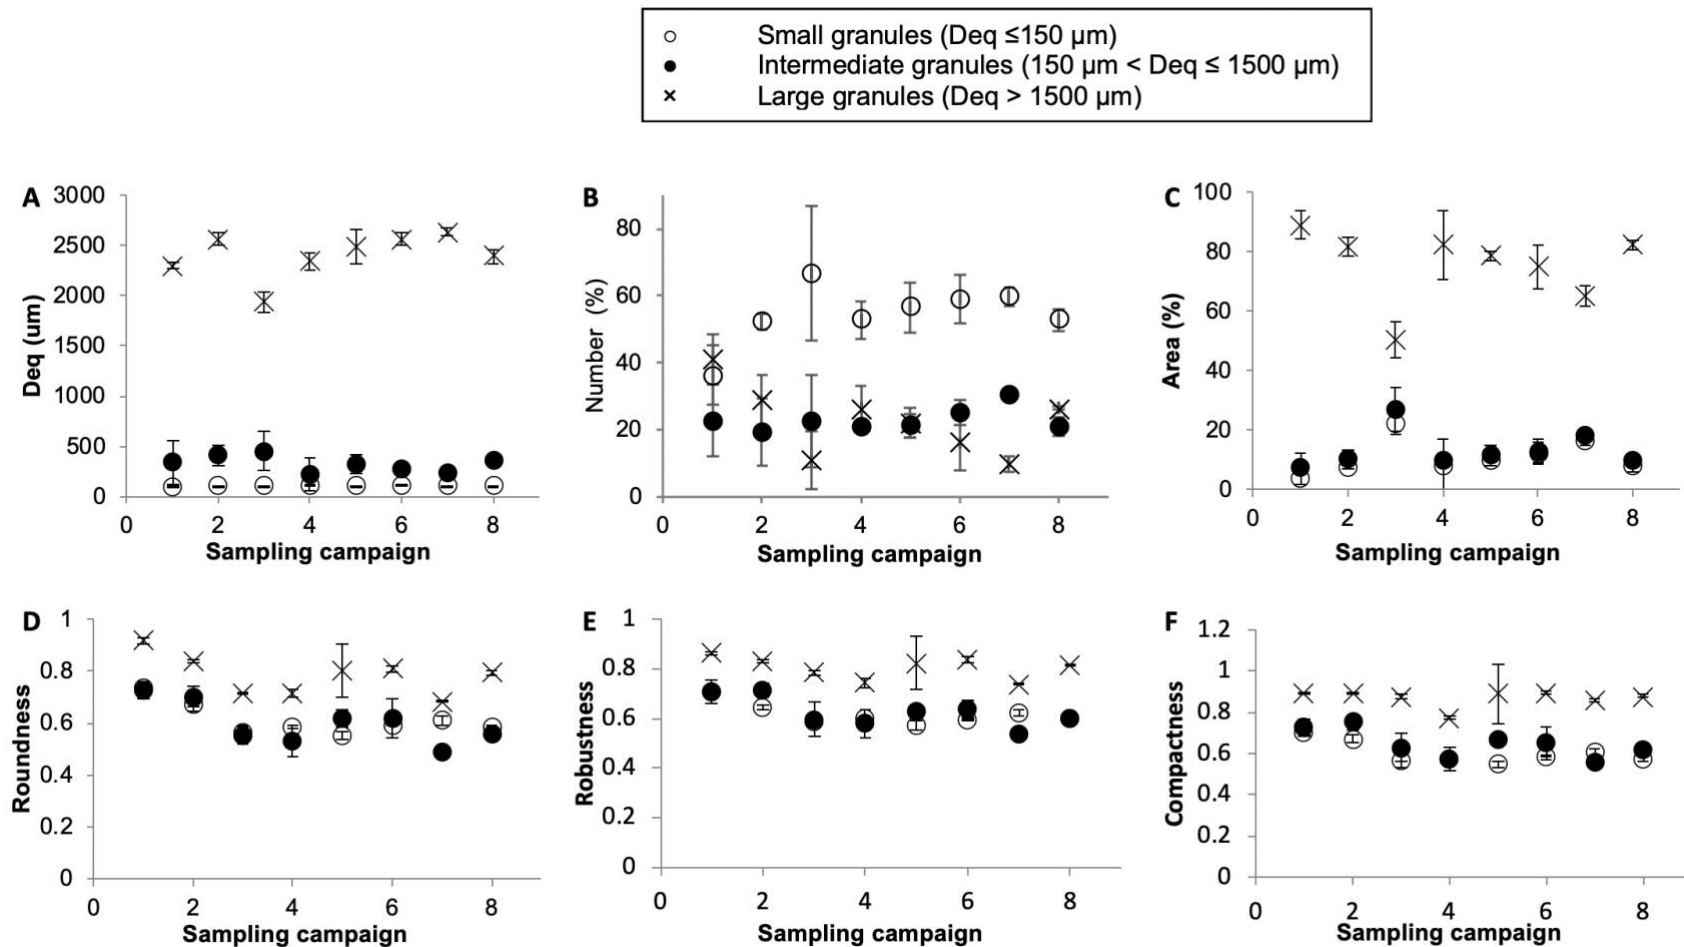 Small granules (Deq ≤150 µm)
Intermediate granules (150 µm < Deq ≤ 1500 µm)
Large granules (Deq > 1500 µm)
A
3000
2500
2000
1500
1000
500
0
Deq (um)
0 2 4 6 8
Sampling campaign
B
80
60
40
20
0
Number (%)
0 2 4 6 8
Sampling campaign
C
100
80
60
40
20
0
Area (%)
0 2 4 6 8
Sampling campaign
D
1
0.8
0.6
0.4
0.2
0
Roundness
0 2 4 6 8
Sampling campaign
E
1
0.8
0.6
0.4
0.2
0
Robustness
0 2 4 6 8
Sampling campaign
F
1.2
1
0.8
0.6
0.4
0.2
0
Compactness
0 2 4 6 8
Sampling campaign